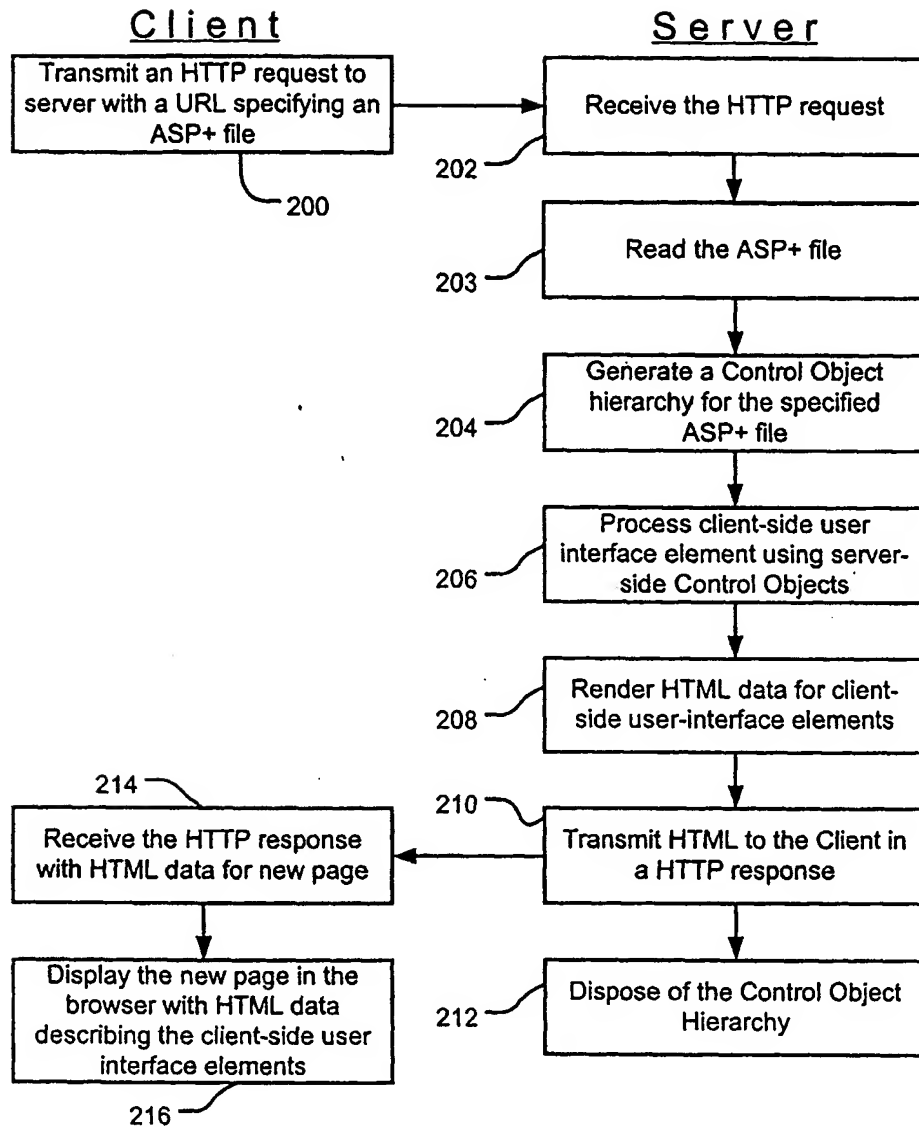 Client
Server
Transmit an HTTP request to
server with a URL specifying an
ASP+ file
200
Receive the HTTP request
202
Read the ASP+ file
203
Generate a Control Object
hierarchy for the specified
ASP+ file
204
Process client-side user
interface element using server-
side Control Objects
206
Render HTML data for client-
side user-interface elements
208
210
Transmit HTML to the Client in
a HTTP response
214
Receive the HTTP response
with HTML data for new page
Dispose of the Control Object
Hierarchy
212
Display the new page in the
browser with HTML data
describing the client-side user
interface elements
216